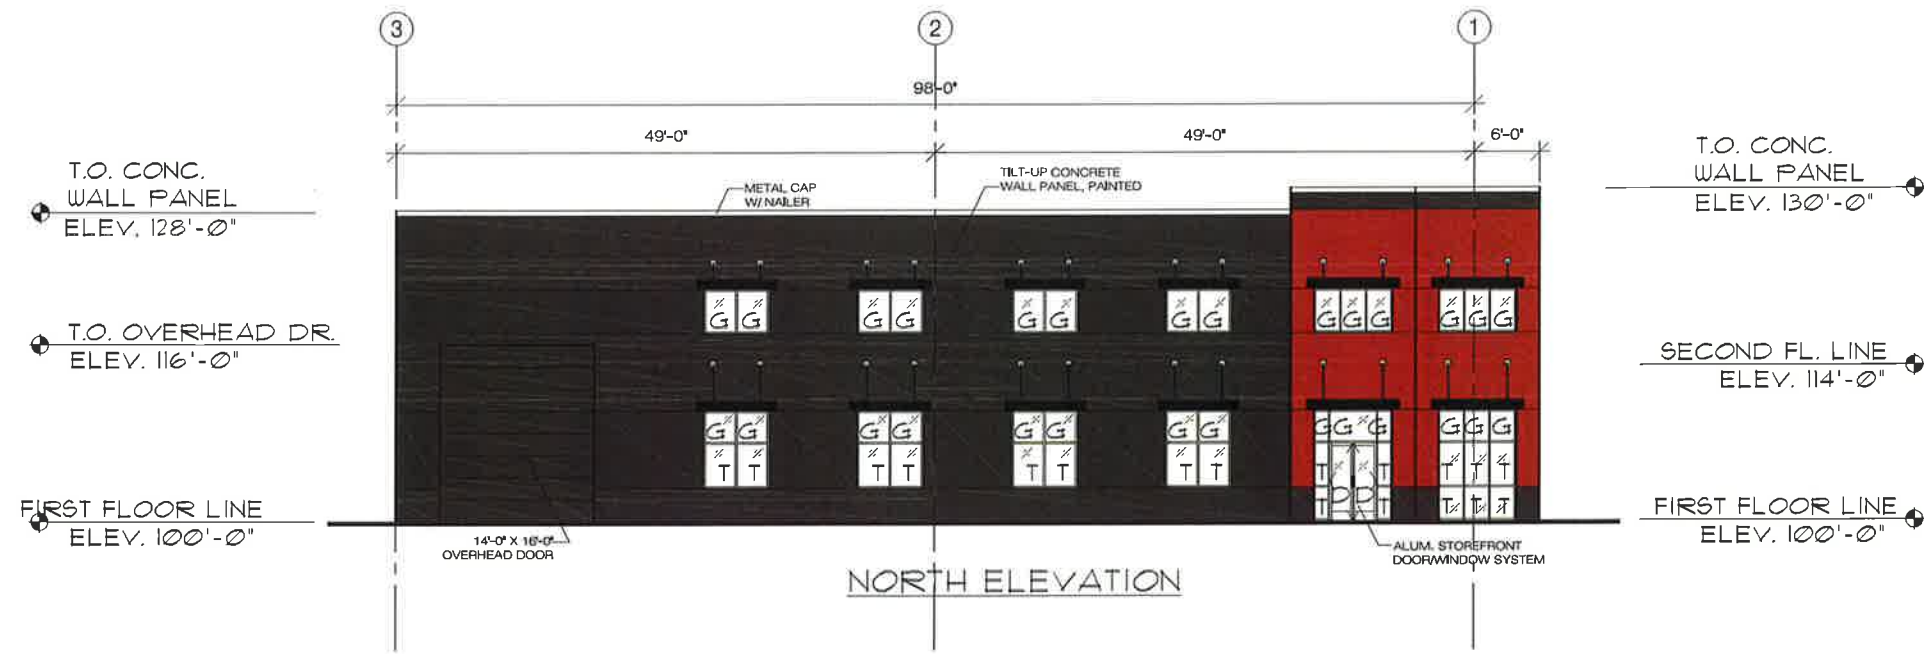 3
2
1
98'-0"
49'-0"
49'-0"
6'-0"
T.O. CONC.
WALL PANEL
ELEV. 128'-0"
METAL CAP
W/ NAILER
TILT-UP CONCRETE
WALL PANEL, PAINTED
T.O. CONC.
WALL PANEL
ELEV. 130'-0"
T.O. OVERHEAD DR.
ELEV. 116'-0"
SECOND FL. LINE
ELEV. 114'-0"
G G G G G G G G G G G G G G
G G G G G G G G G G G G G G
T T T T T T T T T T T T T
D D
T T T T T
FIRST FLOOR LINE
ELEV. 100'-0"
14'-0" X 16'-0"
OVERHEAD DOOR
ALUM. STOREFRONT
DOOR/WINDOW SYSTEM
FIRST FLOOR LINE
ELEV. 100'-0"
NORTH ELEVATION